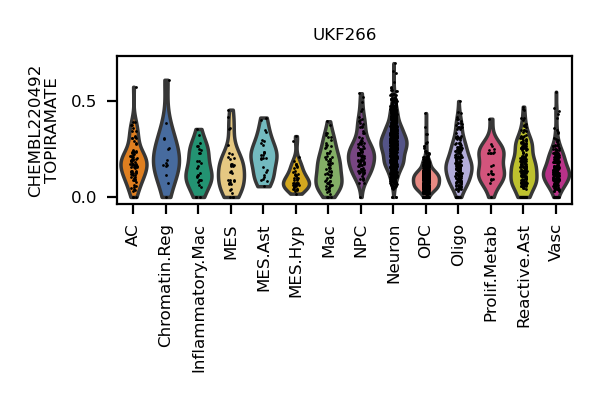 UKF266
CHEMBL220492
TOPIRAMATE
0.5
0.0
AC
Chromatin.Reg
Inflammatory.Mac
MES
MES.Ast
MES.Hyp
Mac
NPC
Neuron
OPC
Oligo
Prolif.Metab
Reactive.Ast
Vasc